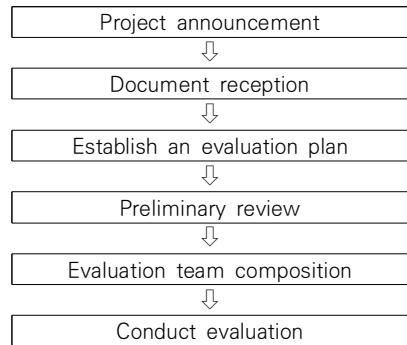 Project announcement
⇩
Document reception
⇩
Establish an evaluation plan
⇩
Preliminary review
⇩
Evaluation team composition
⇩
Conduct evaluation